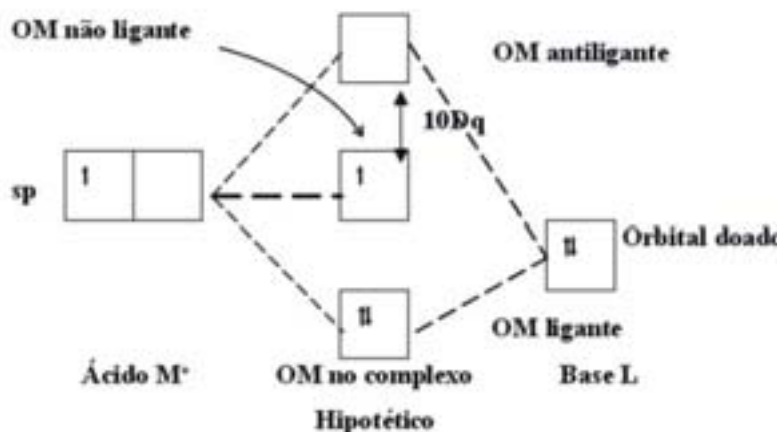 OM não ligante
OM antiligante
10Dq
sp
Orbital doado
OM ligante
Ácido M⁺
OM no complexo
Base L
Hipotético